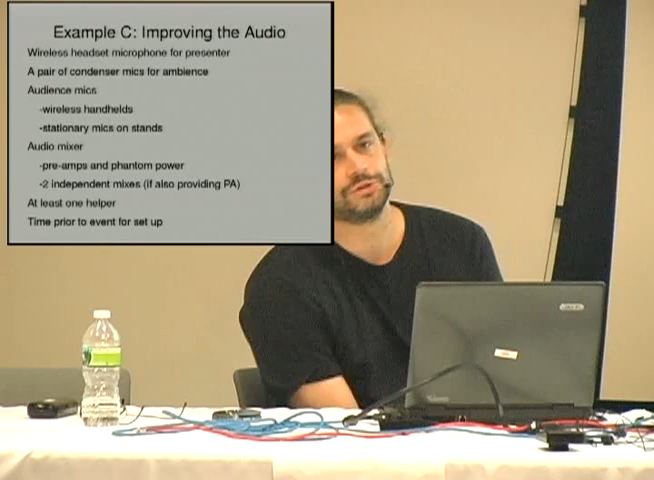 Example C: Improving the Audio
Wireless headset microphone for presenter
A pair of condenser mics for ambience
Audience mics
-wireless handhelds
-stationary mics on stands
Audio mixer
-pre-amps and phantom power
-2 independent mixes (if also providing PA)
At least one helper
Time prior to event for set up